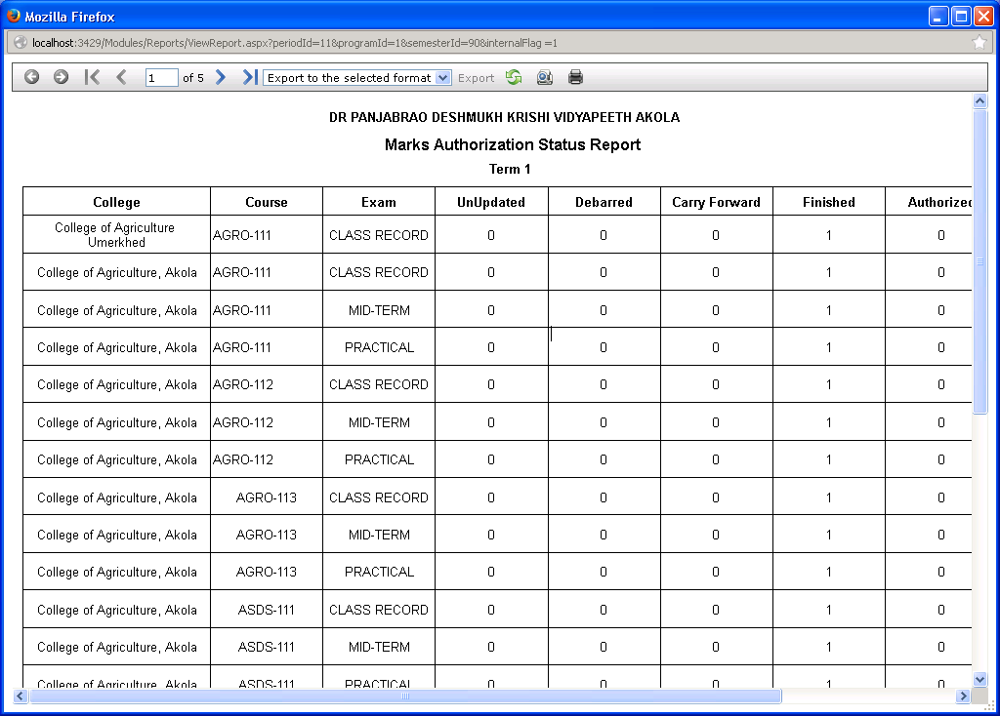 Mozilla Firefox
localhost:3429/Modules/Reports/ViewReport.aspx?periodId=11&programId=1&semesterId=90&internalFlag =1
1 of 5 Export to the selected format Export
DR PANJABRAO DESHMUKH KRISHI VIDYAPEETH AKOLA
Marks Authorization Status Report
Term 1
College Course Exam UnUpdated Debarred Carry Forward Finished Authorized
College of Agriculture
Umerkhed AGRO-111 CLASS RECORD 0 0 0 1 0
College of Agriculture, Akola AGRO-111 CLASS RECORD 0 0 0 1 0
College of Agriculture, Akola AGRO-111 MID-TERM 0 0 0 1 0
College of Agriculture, Akola AGRO-111 PRACTICAL 0 0 0 1 0
College of Agriculture, Akola AGRO-112 CLASS RECORD 0 0 0 1 0
College of Agriculture, Akola AGRO-112 MID-TERM 0 0 0 1 0
College of Agriculture, Akola AGRO-112 PRACTICAL 0 0 0 1 0
College of Agriculture, Akola AGRO-113 CLASS RECORD 0 0 0 1 0
College of Agriculture, Akola AGRO-113 MID-TERM 0 0 0 1 0
College of Agriculture, Akola AGRO-113 PRACTICAL 0 0 0 1 0
College of Agriculture, Akola ASDS-111 CLASS RECORD 0 0 0 1 0
College of Agriculture, Akola ASDS-111 MID-TERM 0 0 0 1 0
College of Agriculture, Akola ASDS-111 PRACTICAL 0 0 0 1 0